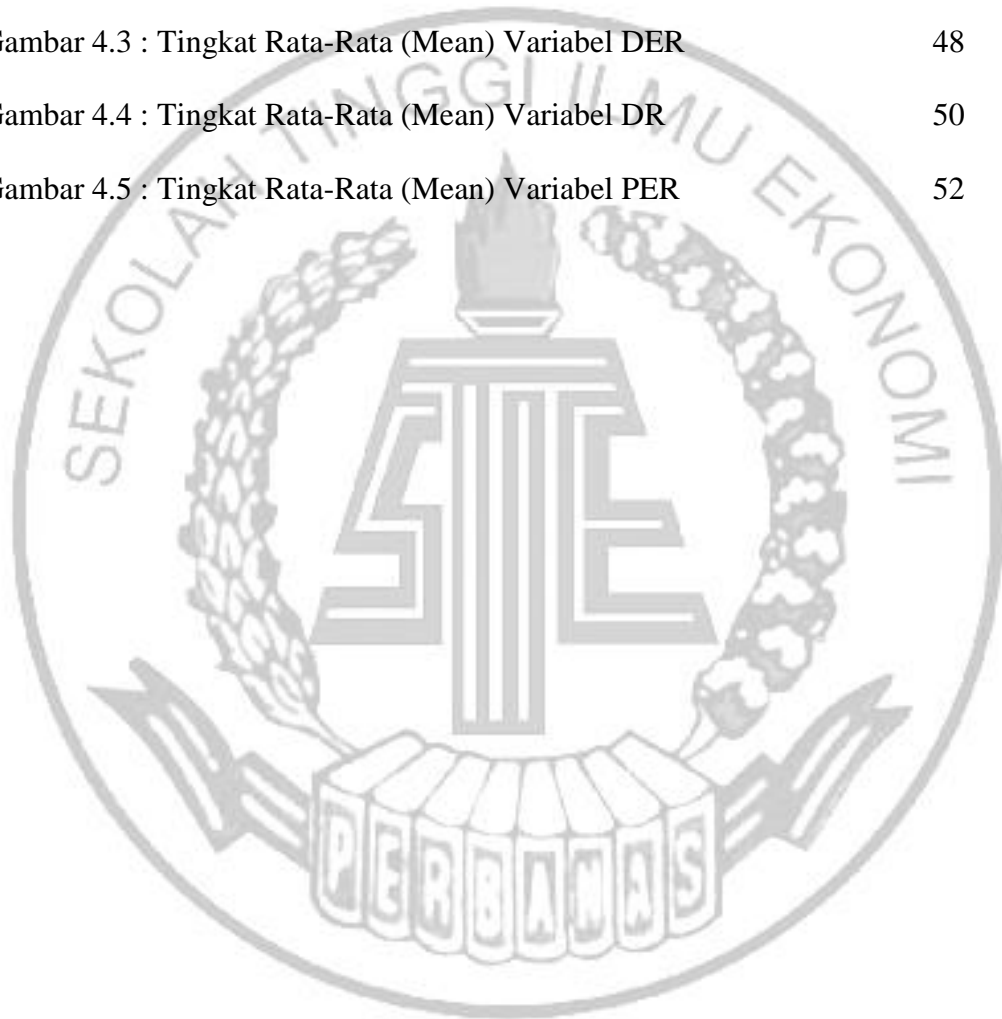 Gambar 4.3 : Tingkat Rata-Rata (Mean) Variabel DER 48
Gambar 4.4 : Tingkat Rata-Rata (Mean) Variabel DR 50
Gambar 4.5 : Tingkat Rata-Rata (Mean) Variabel PER 52
SEKOLAH TINGGI ILMU EKONOMI
STIE
PERBANAS